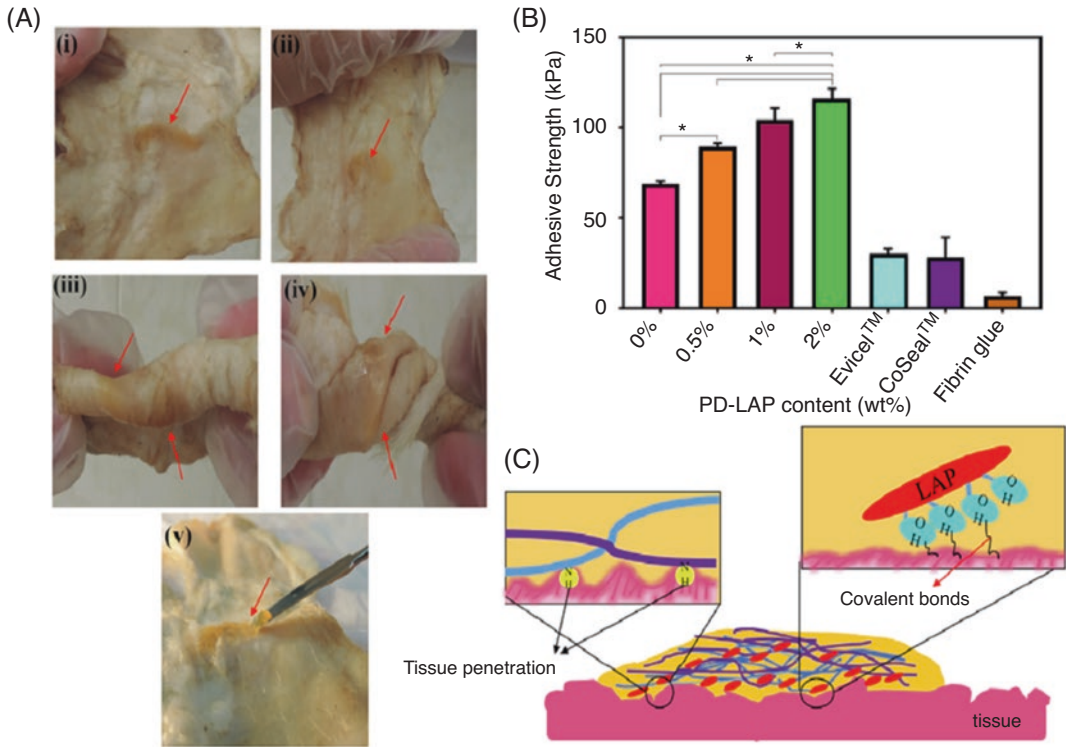 (A)
(i)
(ii)
(iii)
(iv)
(v)
(B)
150
100
50
0
Adhesive Strength (kPa)
*
*
*
0%
0.5%
1%
2%
Evicel™
CoSeal™
Fibrin glue
PD-LAP content (wt%)
(C)
N
H
N
H
Tissue penetration
LAP
O
H
O
H
O
H
O
H
Covalent bonds
tissue